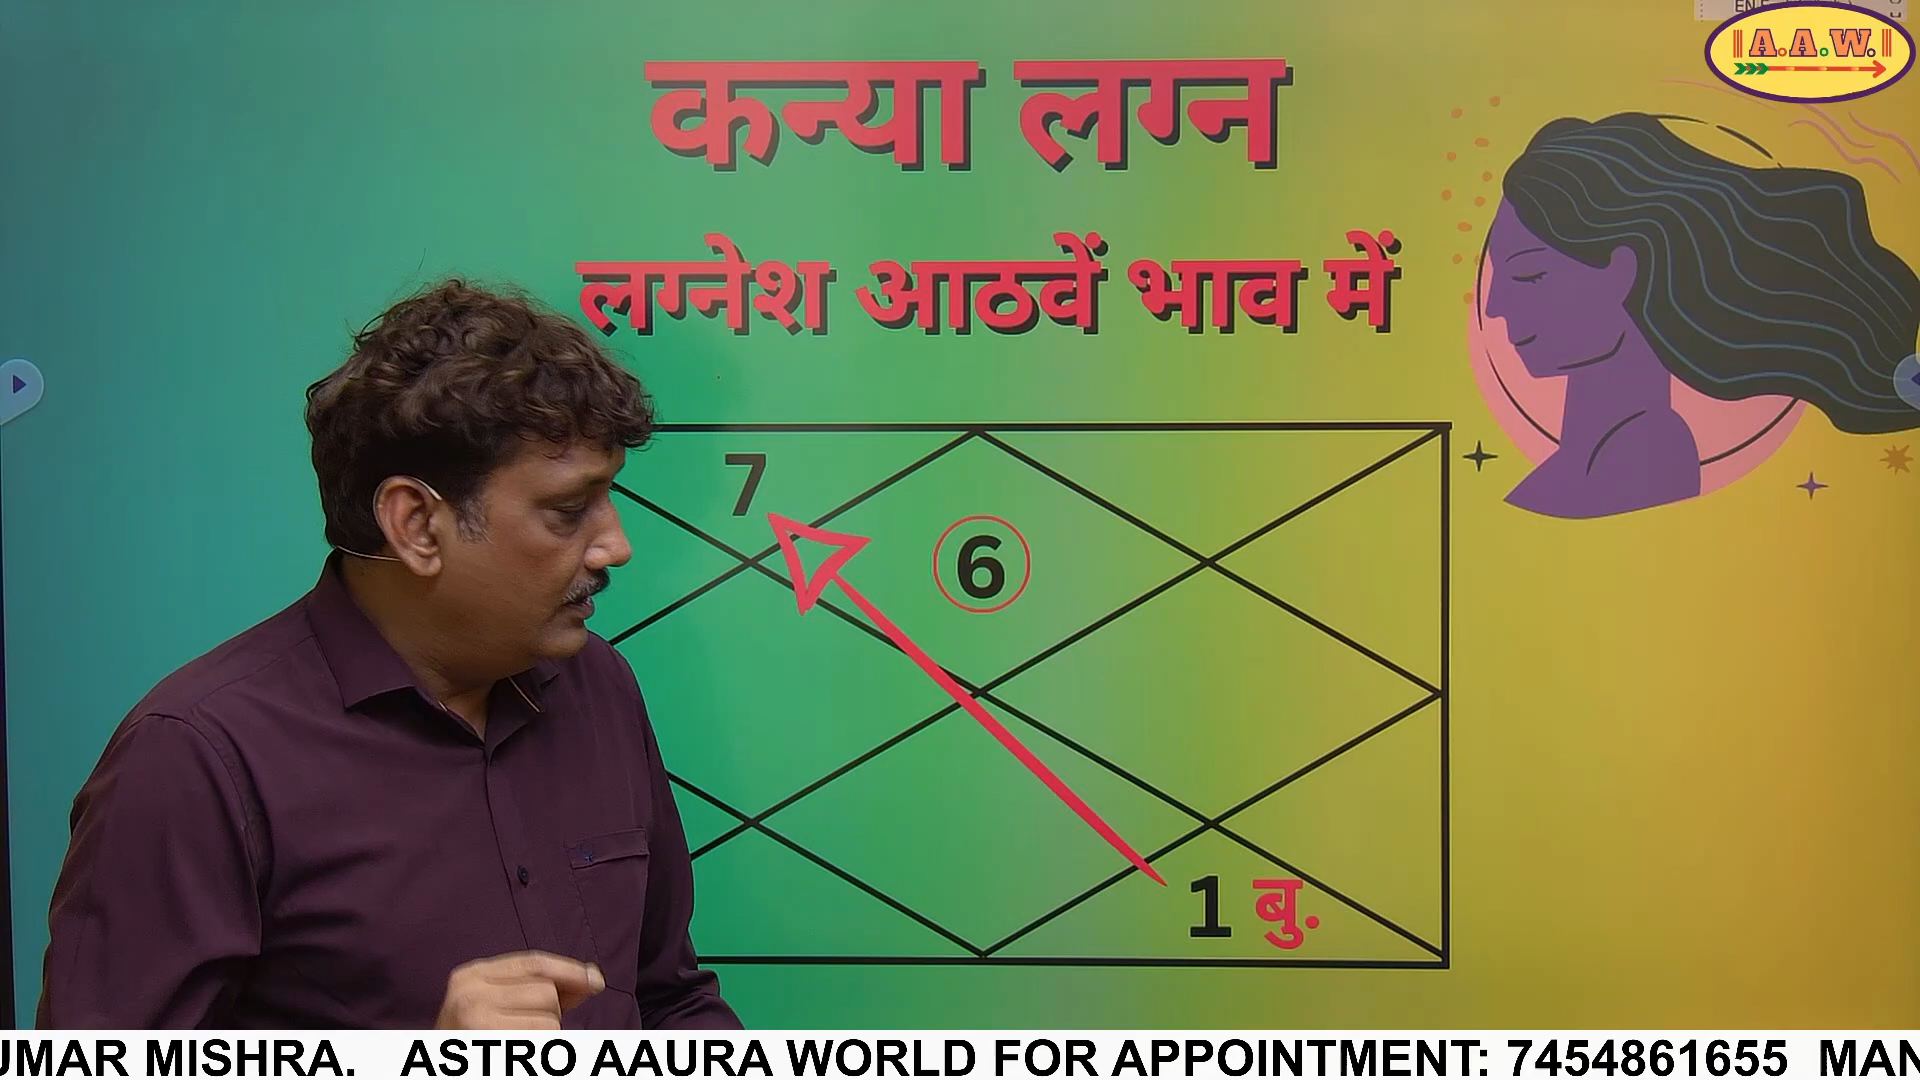 A.A.W.
कन्या लग्न
लग्नेश आठवें भाव में
7
6
1 बु.
UMAR MISHRA. ASTRO AAURA WORLD FOR APPOINTMENT: 7454861655 MAN